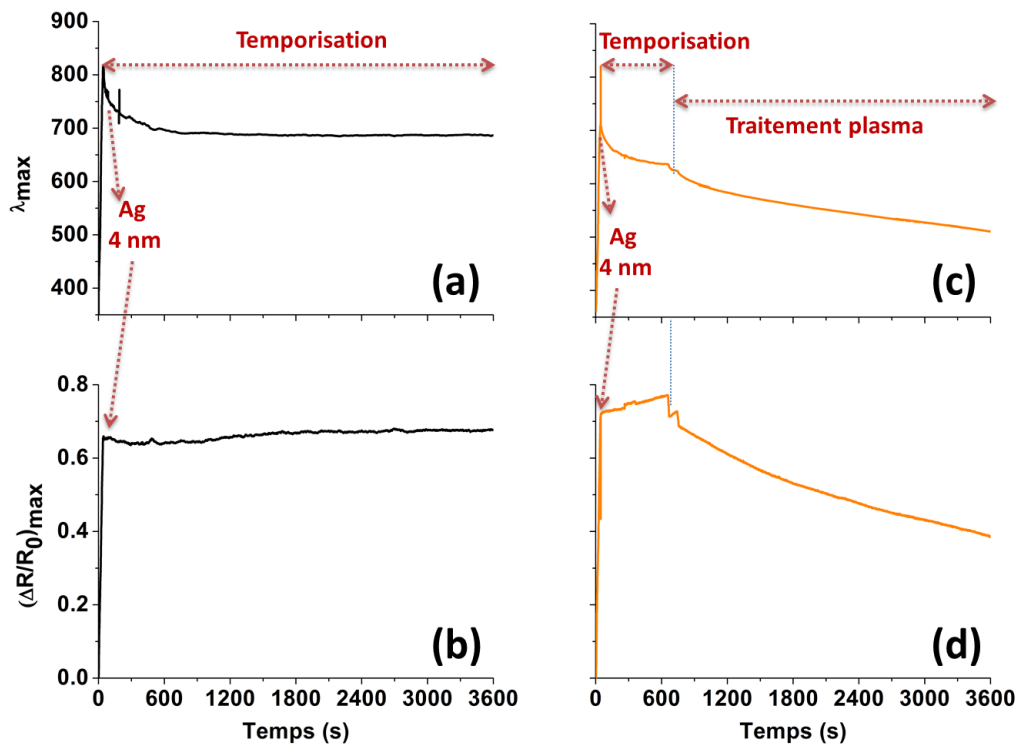 900
800
700
600
500
400
λmax
Temporisation
Ag
4 nm
(a)
Temporisation
Traitement plasma
Ag
4 nm
(c)
0.8
0.6
0.4
0.2
0.0
(ΔR/R0)max
(b)
0 600 1200 1800 2400 3000 3600
Temps (s)
(d)
0 600 1200 1800 2400 3000 3600
Temps (s)